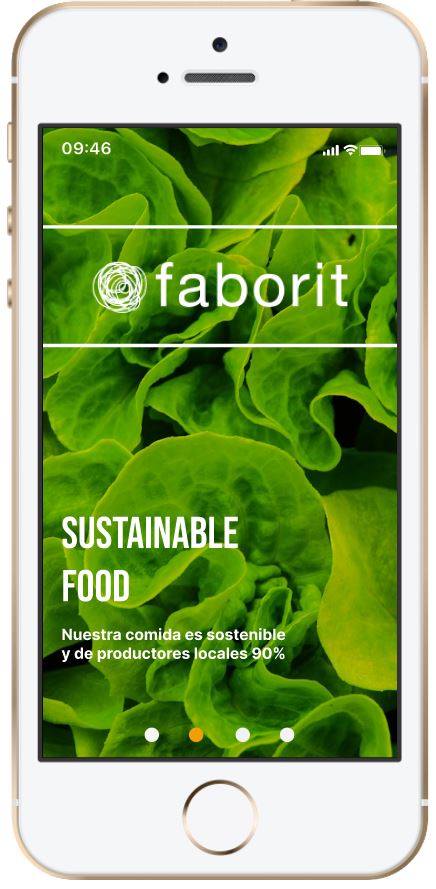 09:46
faborit
SUSTAINABLE
FOOD
Nuestra comida es sostenible
y de productores locales 90%